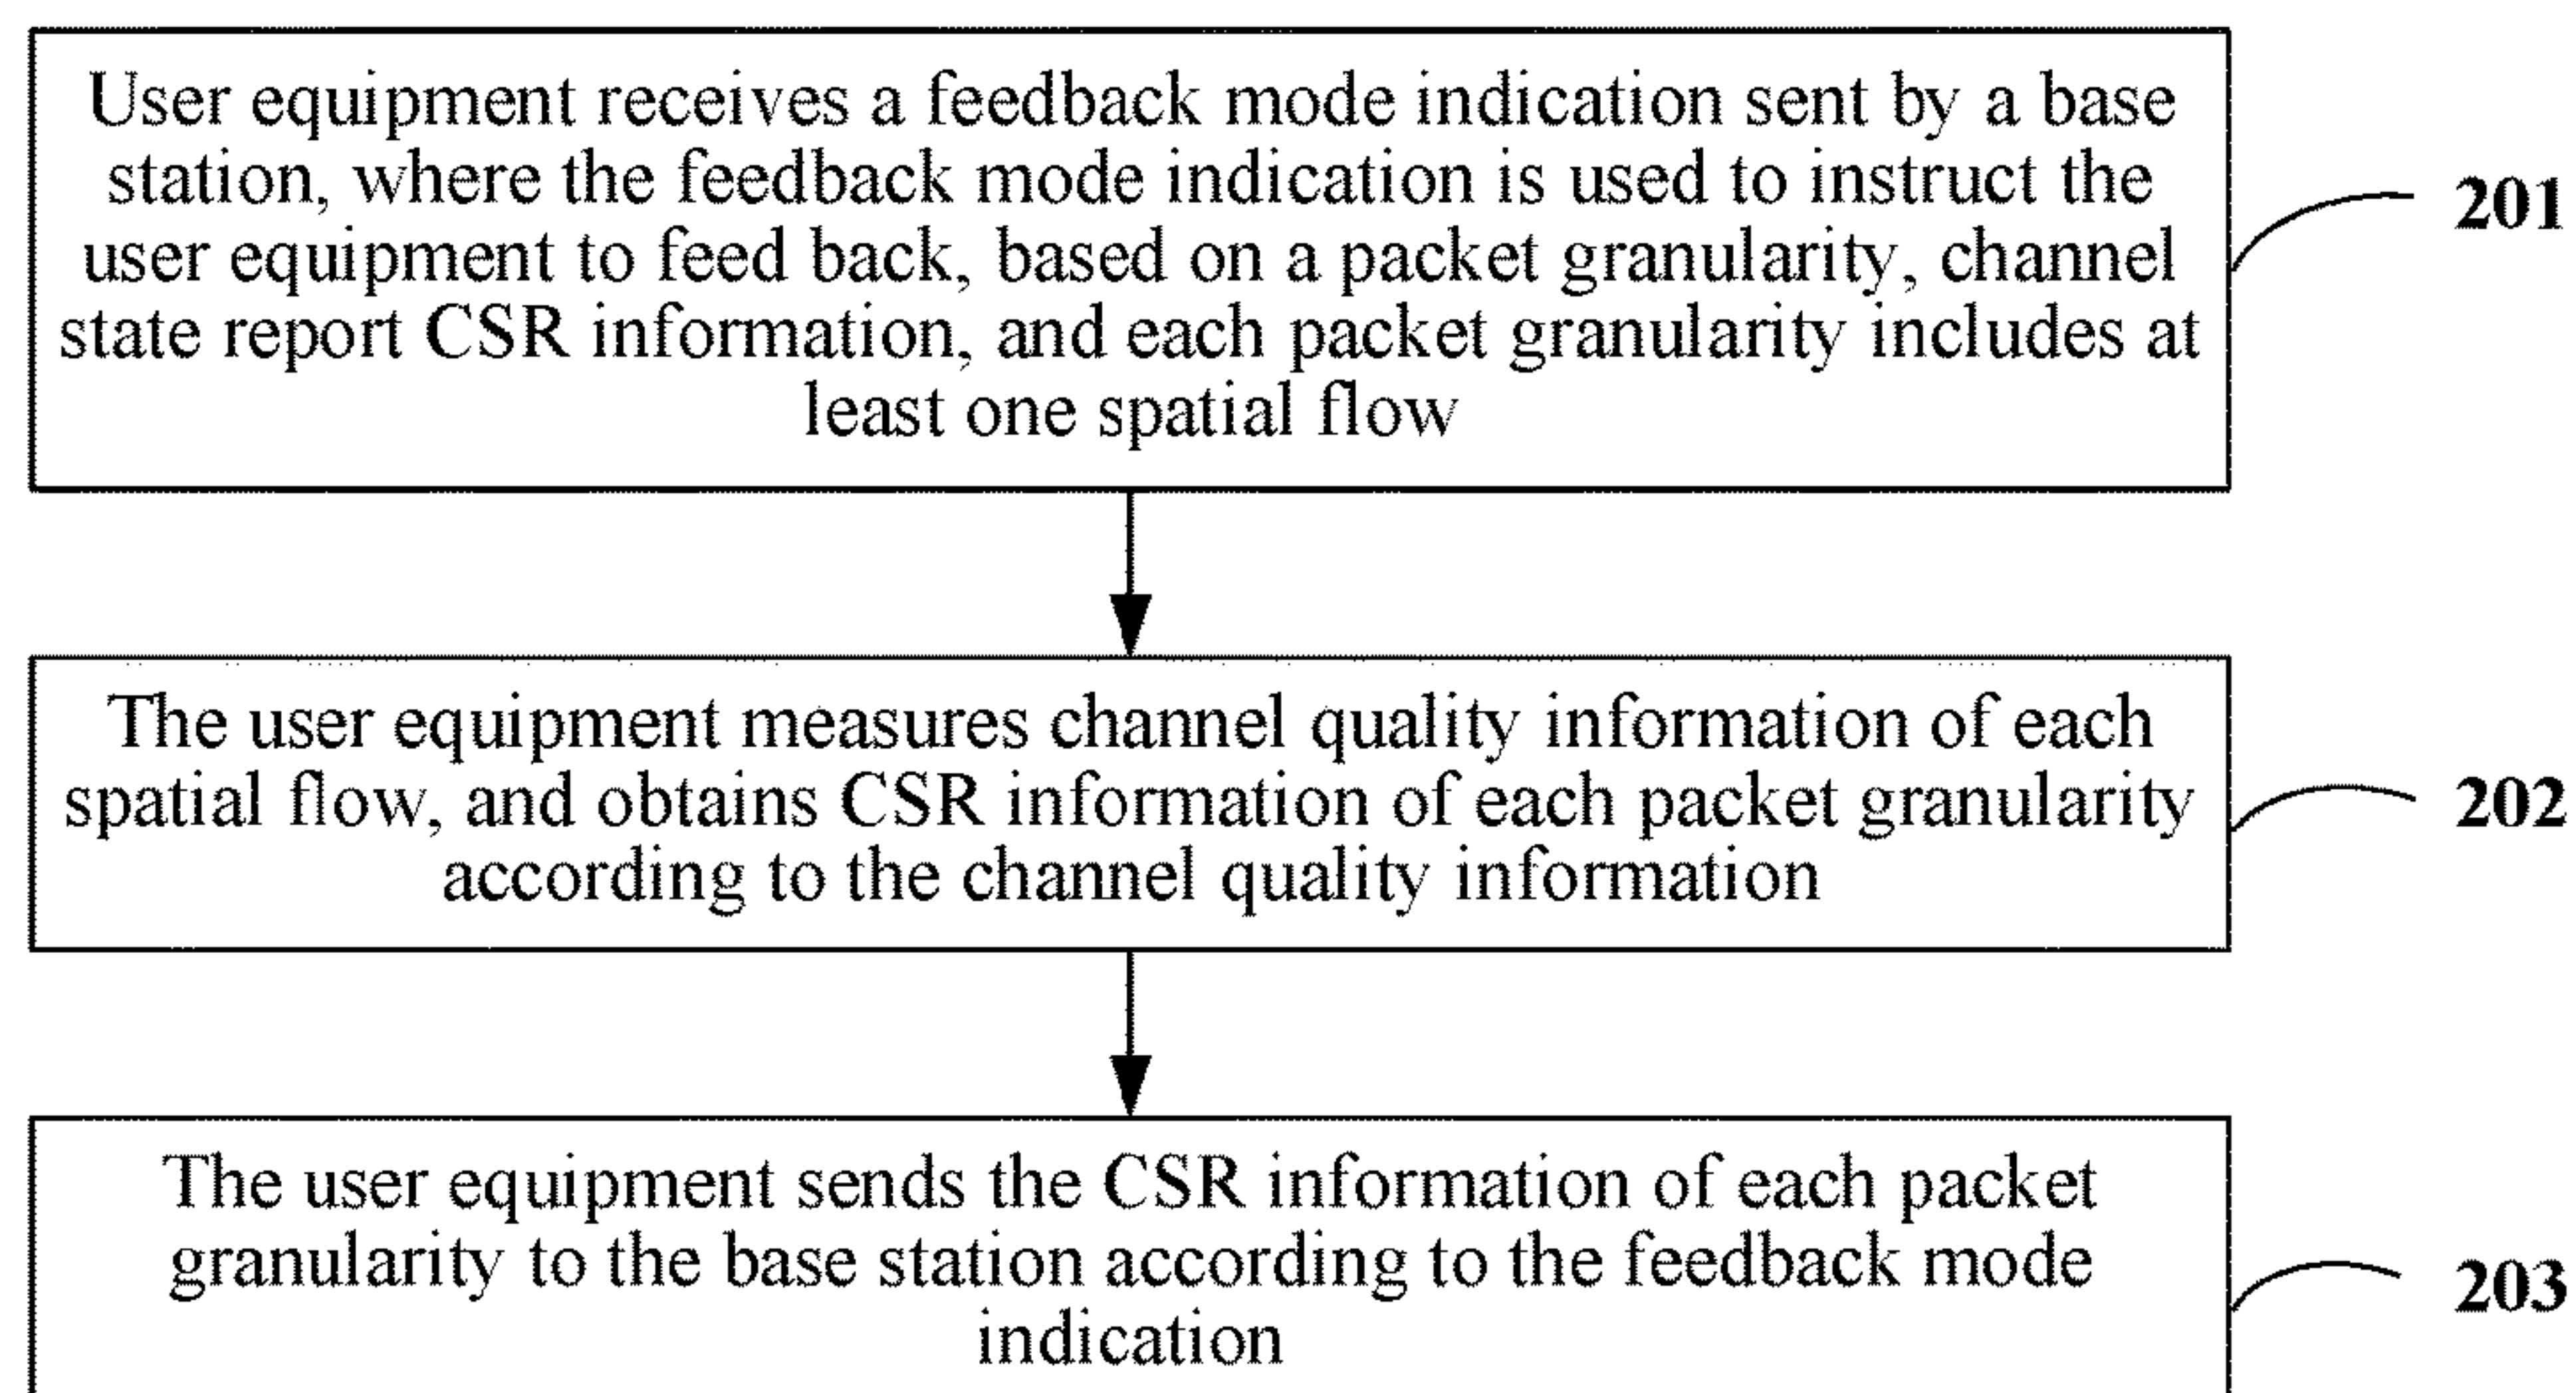 User equipment receives a feedback mode indication sent by a base
station, where the feedback mode indication is used to instruct the
user equipment to feed back, based on a packet granularity, channel
state report CSR information, and each packet granularity includes at
least one spatial flow
201
The user equipment measures channel quality information of each
spatial flow, and obtains CSR information of each packet granularity
according to the channel quality information
202
The user equipment sends the CSR information of each packet
granularity to the base station according to the feedback mode
indication
203